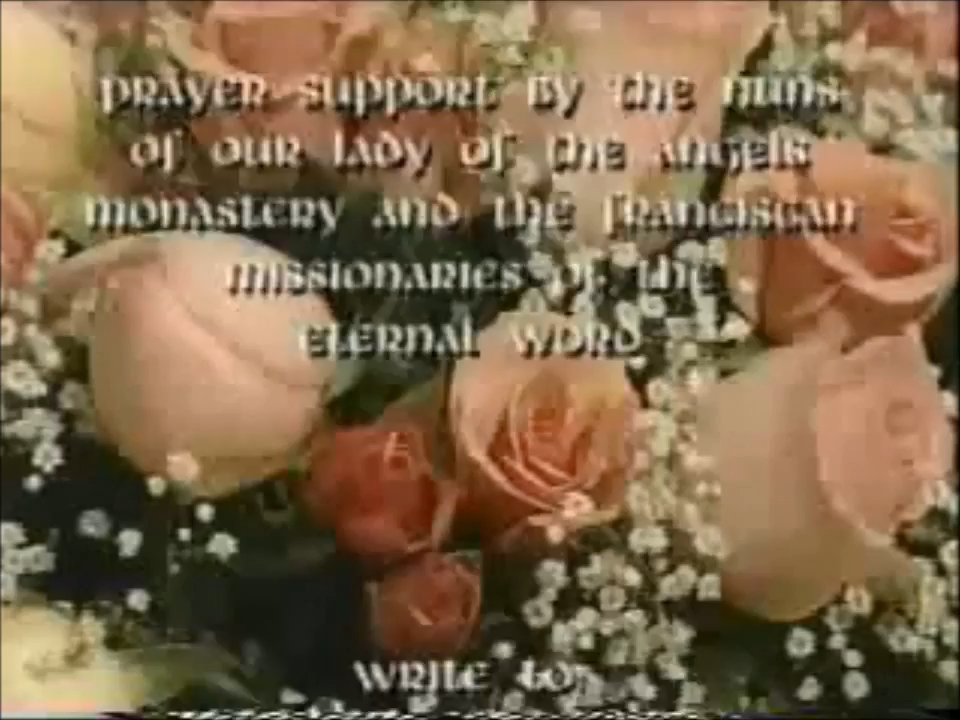 prayer support by the nuns
of our lady of the angels
monastery and the franciscan
missionaries of the
eternal word
write to: